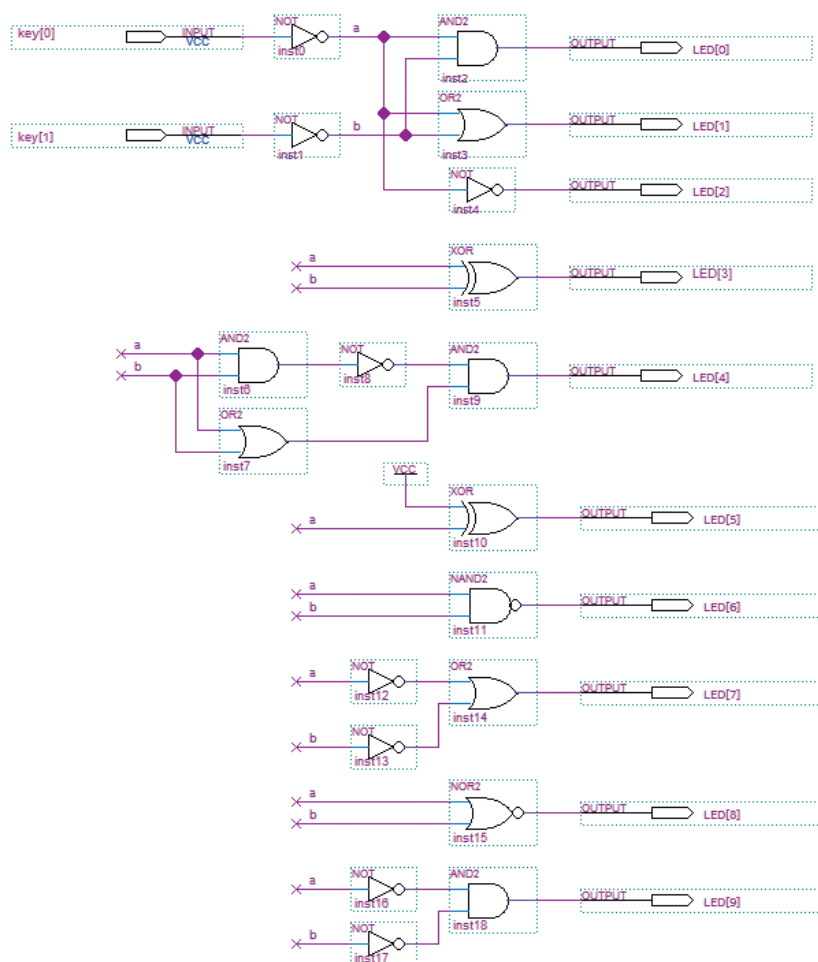 NOT
AND2
key[0]
INPUT
VCC
a
OUTPUT
LED[0]
inst0
inst2
NOT
OR2
key[1]
INPUT
VCC
b
OUTPUT
LED[1]
inst1
inst3
NOT
OUTPUT
LED[2]
inst4
XOR
a
b
OUTPUT
LED[3]
inst5
AND2
NOT
AND2
a
b
OUTPUT
LED[4]
inst6
inst8
inst9
OR2
inst7
VCC
XOR
a
OUTPUT
LED[5]
inst10
NAND2
a
b
OUTPUT
LED[6]
inst11
NOT
OR2
a
OUTPUT
LED[7]
inst12
inst14
NOT
b
inst13
NOR2
a
b
OUTPUT
LED[8]
inst15
NOT
AND2
a
OUTPUT
LED[9]
inst16
inst18
NOT
b
inst17